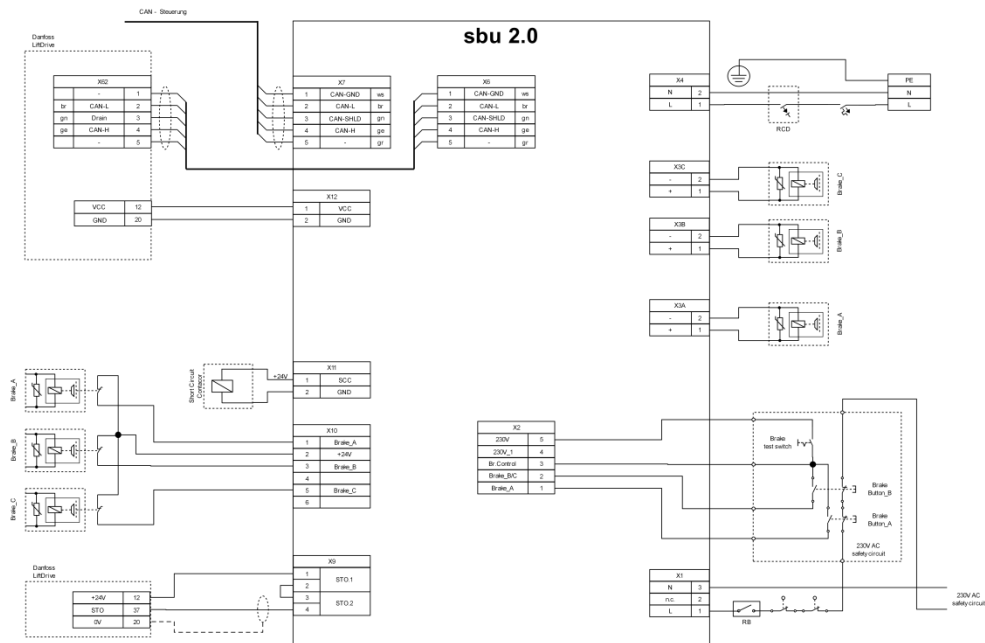 CAN - Steuerung
sbu 2.0
Danfoss
LiftDrive
X62
- 1
br CAN-L 2
gn Drain 3
ge CAN-H 4
- 5
X7
1 CAN-GND ws
2 CAN-L br
3 CAN-SHLD gn
4 CAN-H ge
5 - gr
X6
1 CAN-GND ws
2 CAN-L br
3 CAN-SHLD gn
4 CAN-H ge
5 - gr
X4
N 2
L 1
RCD
PE
N
L
VCC 12
GND 20
X12
1 VCC
2 GND
X3C
- 2
+ 1
Brake_C
X3B
- 2
+ 1
Brake_B
X3A
- 2
+ 1
Brake_A
Brake_A
Brake_B
Brake_C
Short Circuit
Contacor
+24V
X11
1 SCC
2 GND
X10
1 Brake_A
2 +24V
3 Brake_B
4
5 Brake_C
6
X2
230V 5
230V_1 4
Br.Control 3
Brake_B/C 2
Brake_A 1
Brake
test switch
Brake
Button_B
Brake
Button_A
230V AC
safety circuit
Danfoss
LiftDrive
+24V 12
STO 37
0V 20
X9
1
2
STO.1
3
4
STO.2
X1
N 3
n.c. 2
L 1
RB
230V AC
safety circuit